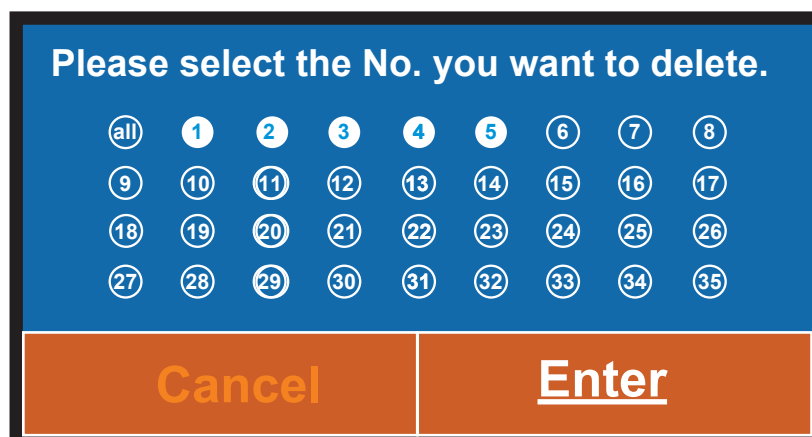 Please select the No. you want to delete.
all 1 2 3 4 5 6 7 8
9 10 11 12 13 14 15 16 17
18 19 20 21 22 23 24 25 26
27 28 29 30 31 32 33 34 35
Cancel Enter